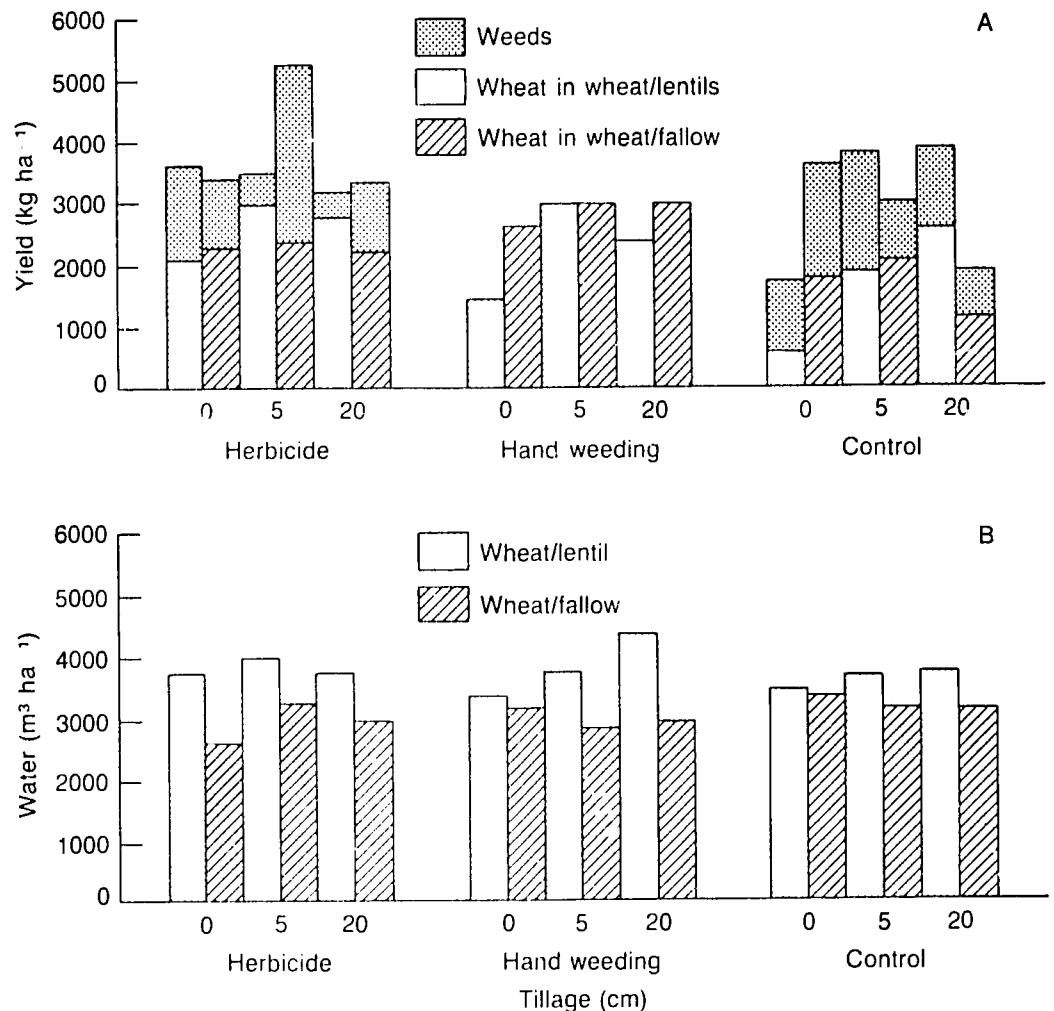 A
6000
5000
4000
3000
2000
1000
0
Yield (kg ha⁻¹)
Weeds
Wheat in wheat/lentils
Wheat in wheat/fallow
0 5 20 0 5 20 0 5 20
Herbicide Hand weeding Control
B
6000
5000
4000
3000
2000
1000
0
Water (m³ ha⁻¹)
Wheat/lentil
Wheat/fallow
0 5 20 0 5 20 0 5 20
Herbicide Hand weeding Control
Tillage (cm)